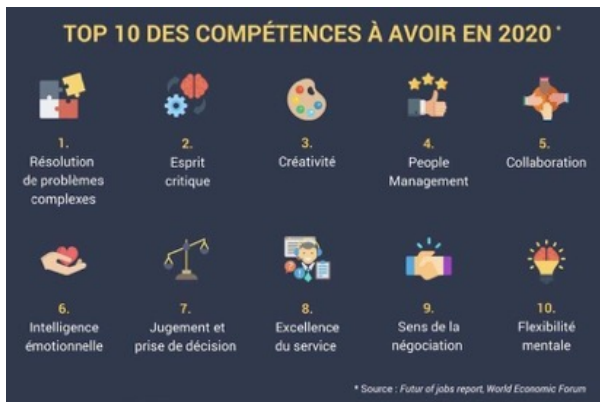 TOP 10 DES COMPÉTENCES À AVOIR EN 2020 *
1.
Résolution
de problèmes
complexes
2.
Esprit
critique
3.
Créativité
4.
People
Management
5.
Collaboration
6.
Intelligence
émotionnelle
7.
Jugement et
prise de décision
8.
Excellence
du service
9.
Sens de la
négociation
10.
Flexibilité
mentale
* Source : Futur of jobs report, World Economic Forum